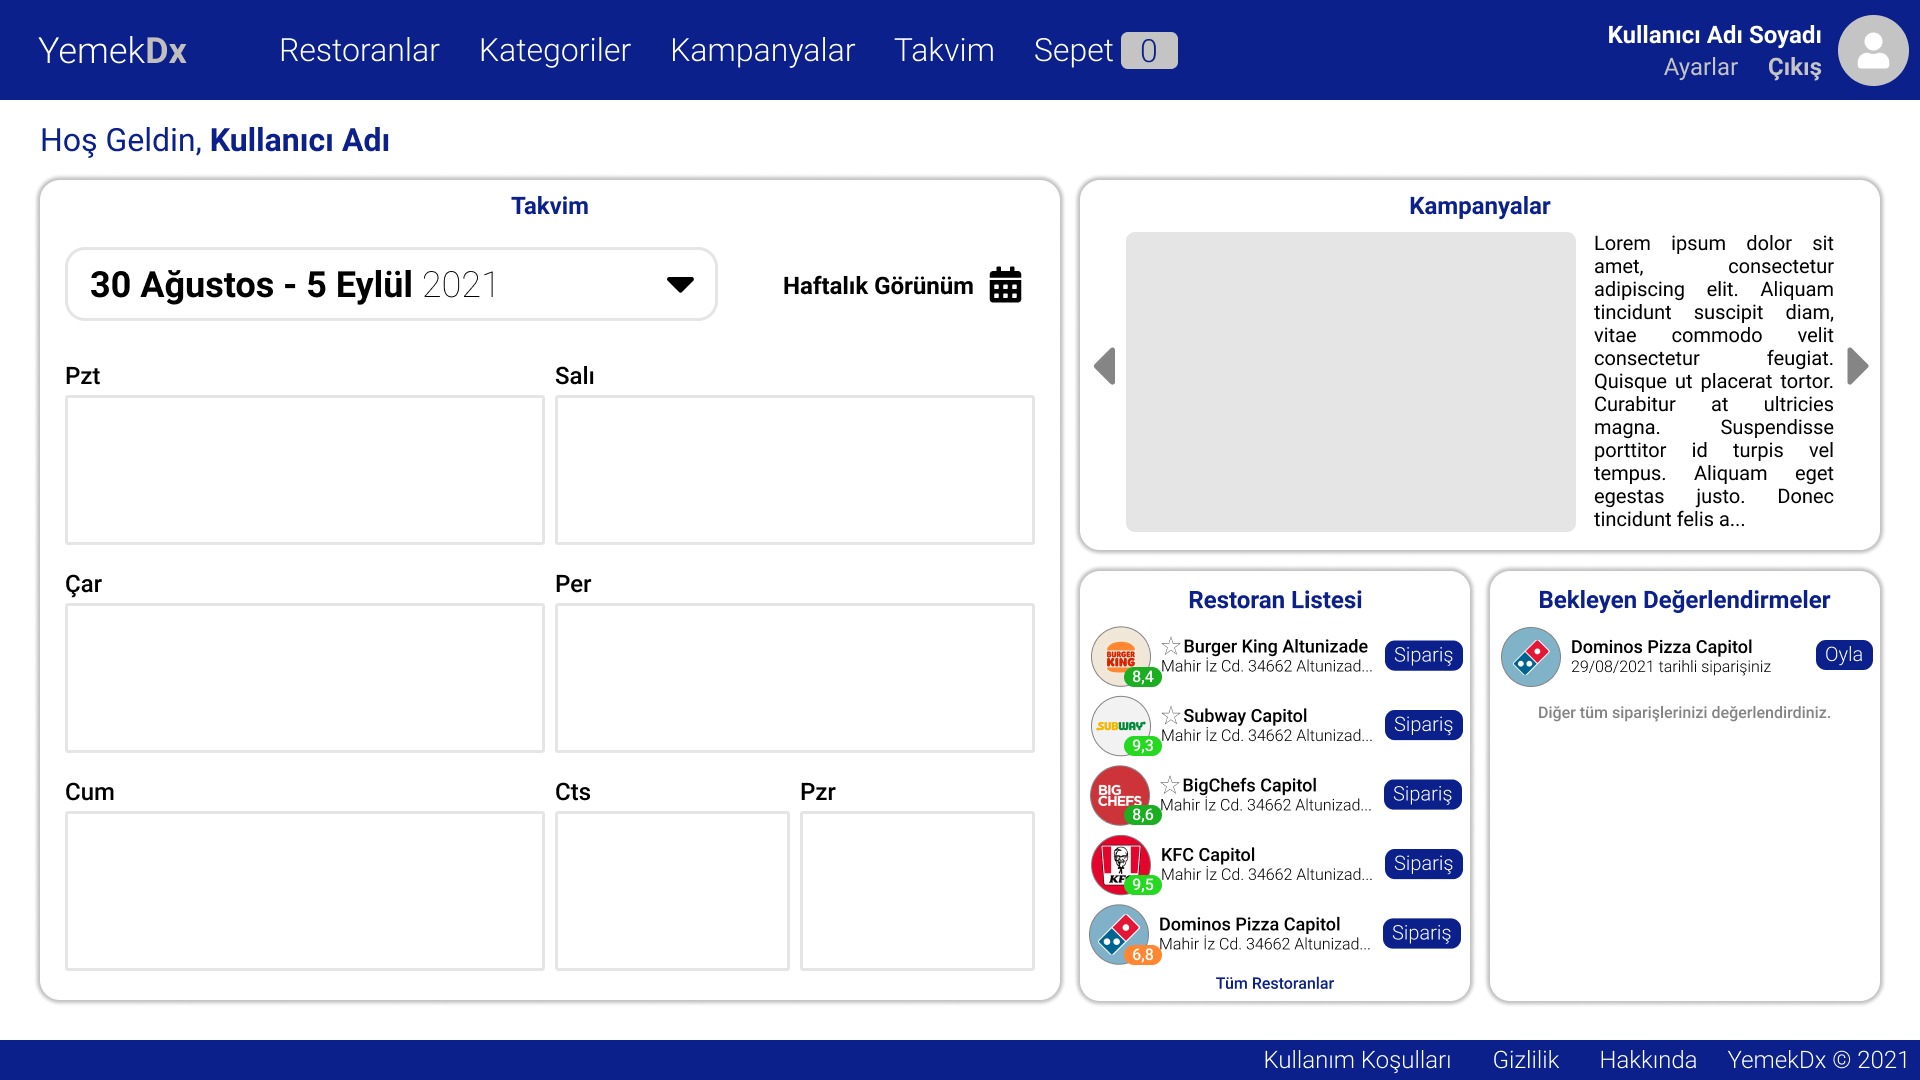 YemekDx
Restoranlar
Kategoriler
Kampanyalar
Takvim
Sepet 0
Kullanıcı Adı Soyadı
Ayarlar Çıkış
Hoş Geldin, Kullanıcı Adı
Takvim
30 Ağustos - 5 Eylül 2021
Haftalık Görünüm
Pzt
Salı
Çar
Per
Cum
Cts
Pzr
Kampanyalar
Lorem ipsum dolor sit
amet, consectetur
adipiscing elit. Aliquam
tincidunt suscipit diam,
vitae commodo velit
consectetur feugiat.
Quisque ut placerat tortor.
Curabitur at ultricies
magna. Suspendisse
porttitor id turpis vel
tempus. Aliquam eget
egestas justo. Donec
tincidunt felis a...
Restoran Listesi
BURGER
KING
8,4
Burger King Altunizade
Mahir İz Cd. 34662 Altunizad...
Sipariş
SUBWAY
9,3
Subway Capitol
Mahir İz Cd. 34662 Altunizad...
Sipariş
BIG
CHEFS
8,6
BigChefs Capitol
Mahir İz Cd. 34662 Altunizad...
Sipariş
KFC
9,5
KFC Capitol
Mahir İz Cd. 34662 Altunizad...
Sipariş
6,8
Dominos Pizza Capitol
Mahir İz Cd. 34662 Altunizad...
Sipariş
Tüm Restoranlar
Bekleyen Değerlendirmeler
Dominos Pizza Capitol
29/08/2021 tarihli siparişiniz
Oyla
Diğer tüm siparişlerinizi değerlendirdiniz.
Kullanım Koşulları
Gizlilik
Hakkında
YemekDx © 2021